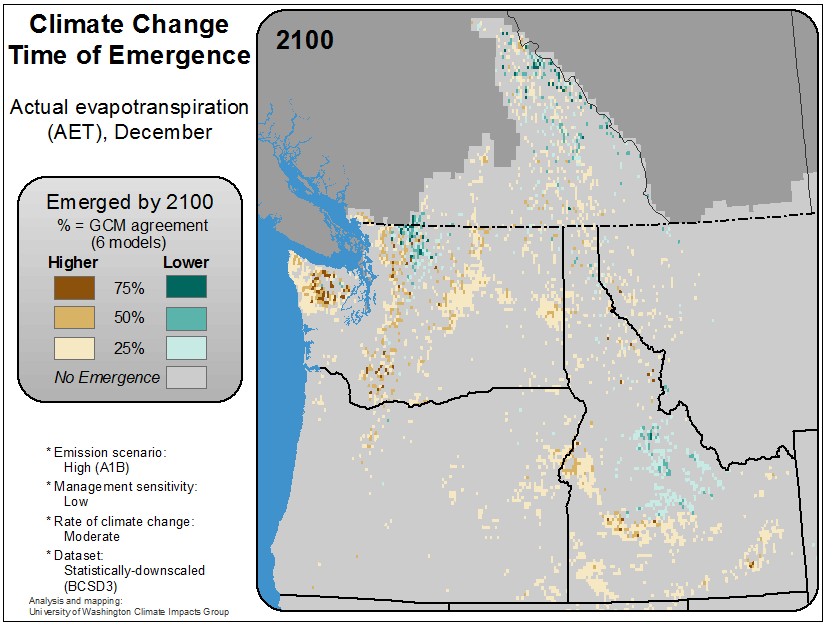 Climate Change
Time of Emergence
Actual evapotranspiration
(AET), December
Emerged by 2100
% = GCM agreement
(6 models)
Higher Lower
75%
50%
25%
No Emergence
* Emission scenario:
High (A1B)
* Management sensitivity:
Low
* Rate of climate change:
Moderate
* Dataset:
Statistically-downscaled
(BCSD3)
Analysis and mapping:
University of Washington Climate Impacts Group
2100